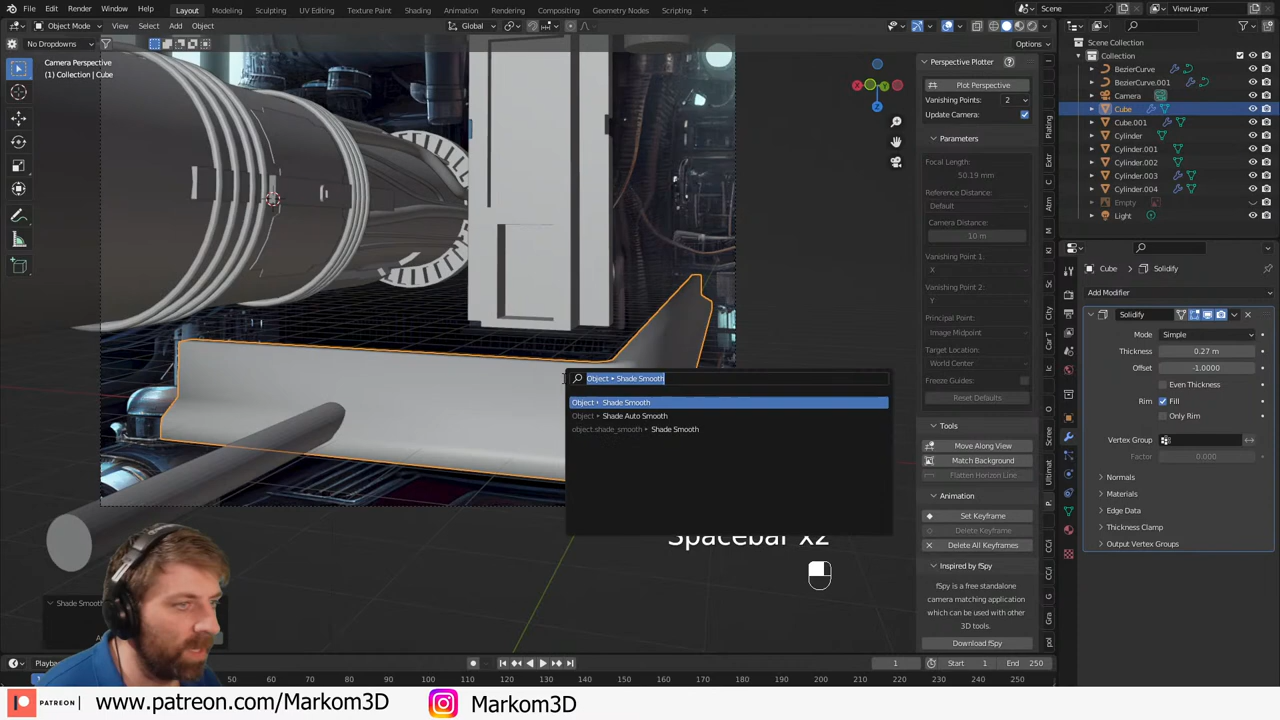 File Edit Render Window Help Layout Modeling Sculpting UV Editing Texture Paint Shading Animation Rendering Compositing Geometry Nodes Scripting + Scene ViewLayer
Object Mode View Select Add Object Global
No Dropdowns Options
Camera Perspective
(1) Collection | Cube
Perspective Plotter
Plot Perspective
Vanishing Points: 2
Update Camera:
Parameters
Focal Length:
50.19 mm
Reference Distance:
Default
Camera Distance:
10 m
Vanishing Point 1:
X
Vanishing Point 2:
Y
Principal Point:
Image Midpoint
Target Location:
World Center
Freeze Guides:
Reset Defaults
Tools
Move Along View
Match Background
Flatten Horizon Line
Animation
Set Keyframe
Delete Keyframe
Delete All Keyframes
Inspired by fSpy
fSpy is a free standalone
camera matching application
which can be used with other
3D tools.
Download fSpy
Scene Collection
Collection
BezierCurve
BezierCurve.001
Camera
Cube
Cube.001
Cylinder
Cylinder.001
Cylinder.002
Cylinder.003
Cylinder.004
Empty
Light
Cube Solidify
Add Modifier
Solidify
Mode Simple
Thickness 0.27 m
Offset -1.0000
Even Thickness
Rim Fill
Only Rim
Vertex Group
Factor 0.000
Normals
Materials
Edge Data
Thickness Clamp
Output Vertex Groups
Object ‣ Shade Smooth
Object ‣ Shade Smooth
Object ‣ Shade Auto Smooth
object.shade_smooth ‣ Shade Smooth
Spacebar x2
Shade Smooth
1 Start 1 End 250
50 60 70 80 90 100 110 120 130 140 150 160 170 180 190 200 210 220 230 240 250
PATREON www.patreon.com/Markom3D Markom3D